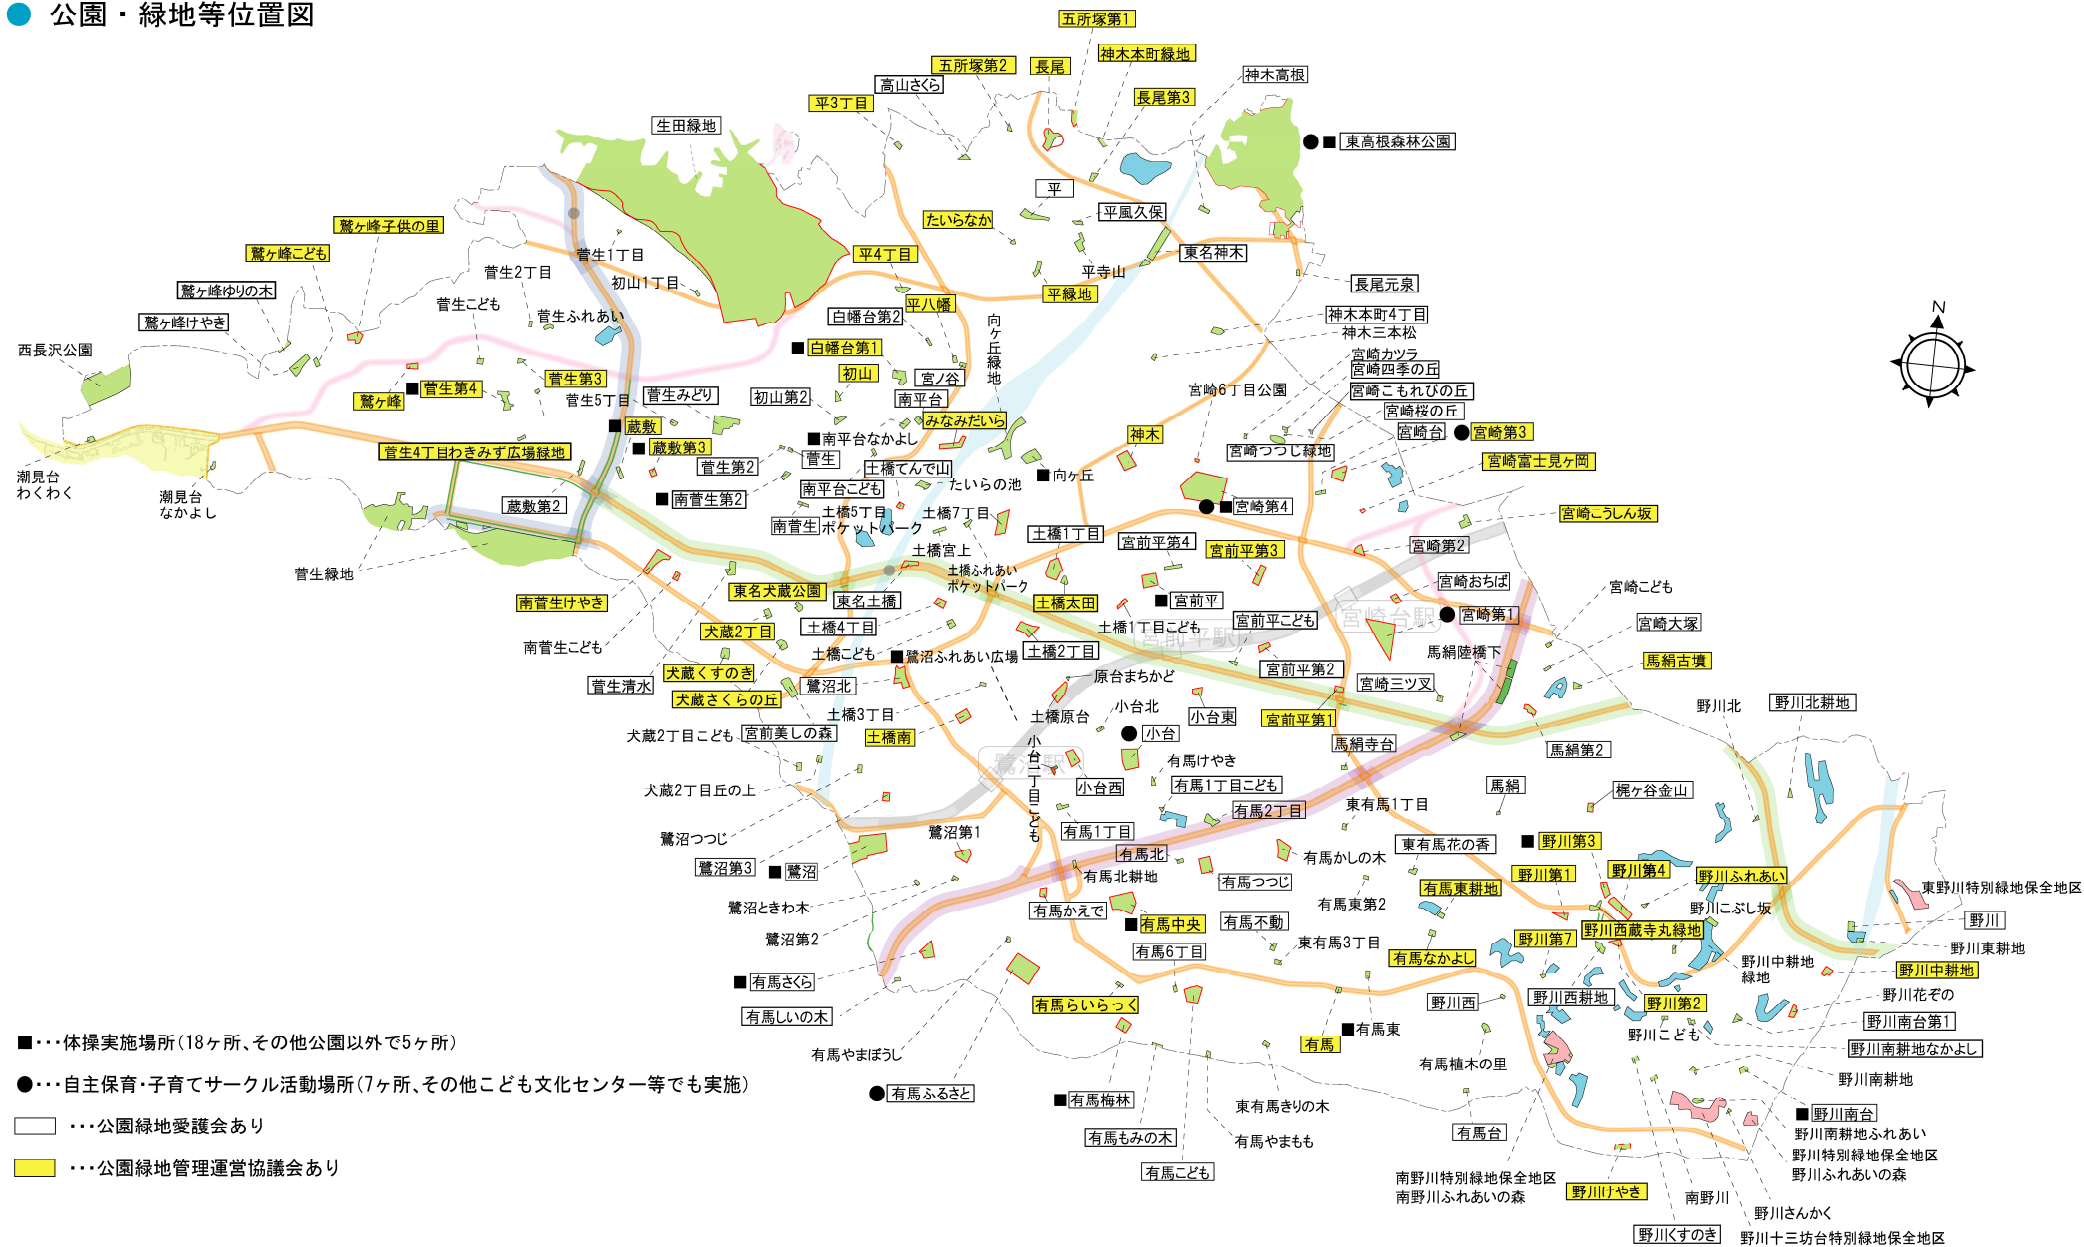 公園・緑地等位置図
五所塚第1
神木本町緑地
五所塚第2
長尾
高山さくら
神木高根
平3丁目
長尾第3
生田緑地
東高根森林公園
平
平風久保
たいらなか
鷲ヶ峰子供の里
鷲ヶ峰こども
菅生1丁目
平4丁目
東名神木
菅生2丁目
平寺山
初山1丁目
長尾元泉
鷲ヶ峰ゆりの木
平緑地
菅生こども
平八幡
鷲ヶ峰けやき
菅生ふれあい
白幡台第2
向ヶ丘緑地
神木本町4丁目
神木三本松
西長沢公園
白幡台第1
宮崎カツラ
宮崎四季の丘
初山
宮ノ谷
菅生第3
菅生第4
宮崎6丁目公園
宮崎こもれびの丘
鷲ヶ峰
菅生5丁目
菅生みどり
初山第2
南平台
宮崎桜の丘
蔵敷
みなみだいら
神木
宮崎台
宮崎第3
南平台なかよし
蔵敷第3
菅生4丁目わきみず広場緑地
菅生第2
菅生
土橋てんで山
宮崎つつじ緑地
宮崎富士見ヶ岡
潮見台
わくわく
向ヶ丘
たいらの池
南平台こども
潮見台
なかよし
蔵敷第2
南菅生第2
宮崎第4
南菅生
土橋5丁目
ポケットパーク
土橋7丁目
宮崎こうしん坂
土橋1丁目
宮前平第4
宮前平第3
宮崎第2
土橋宮上
菅生緑地
土橋ふれあい
ポケットパーク
宮崎おちば
宮崎こども
東名犬蔵公園
東名土橋
南菅生けやき
土橋太田
宮前平
宮崎台駅
宮崎第1
犬蔵2丁目
土橋4丁目
土橋1丁目こども
宮前平駅
宮前平こども
宮崎大塚
南菅生こども
土橋こども
鷺沼ふれあい広場
土橋2丁目
馬絹陸橋下
馬絹古墳
犬蔵くすのき
宮前平第2
菅生清水
鷺沼北
原台まちかど
宮崎三ツ叉
犬蔵さくらの丘
土橋3丁目
土橋原台
小台北
小台東
宮前平第1
野川北
野川北耕地
犬蔵2丁目こども
宮前美しの森
土橋南
小台
小台一丁目こども
馬絹寺台
馬絹第2
鷺沼駅
有馬けやき
犬蔵2丁目丘の上
小台西
有馬1丁目こども
馬絹
梶ヶ谷金山
有馬2丁目
東有馬1丁目
鷺沼つつじ
鷺沼第1
有馬1丁目
野川第3
東有馬花の香
有馬北
有馬かしの木
鷺沼第3
鷺沼
有馬北耕地
有馬つつじ
野川第1
野川第4
野川ふれあい
有馬東耕地
東野川特別緑地保全地区
鷺沼ときわ木
有馬かえで
有馬東第2
野川こぶし坂
有馬中央
有馬不動
野川
鷺沼第2
野川第7
野川西蔵寺丸緑地
東有馬3丁目
野川東耕地
有馬6丁目
有馬なかよし
野川中耕地
緑地
野川中耕地
有馬さくら
有馬らいらっく
野川西
野川西耕地
野川第2
野川花ぞの
有馬しいの木
野川南台第1
有馬東
野川こども
有馬
野川南耕地なかよし
有馬やまぼうし
有馬植木の里
野川南耕地
有馬ふるさと
有馬梅林
東有馬きりの木
野川南台
有馬台
有馬もみの木
有馬やまもも
野川南耕地ふれあい
野川特別緑地保全地区
野川ふれあいの森
有馬こども
南野川特別緑地保全地区
南野川ふれあいの森
野川けやき
南野川
野川さんかく
野川くすのき
野川十三坊台特別緑地保全地区
N
■・・・体操実施場所(18ヶ所、その他公園以外で5ヶ所)
●・・・自主保育・子育てサークル活動場所(7ヶ所、その他こども文化センター等でも実施)
・・・公園緑地愛護会あり
・・・公園緑地管理運営協議会あり